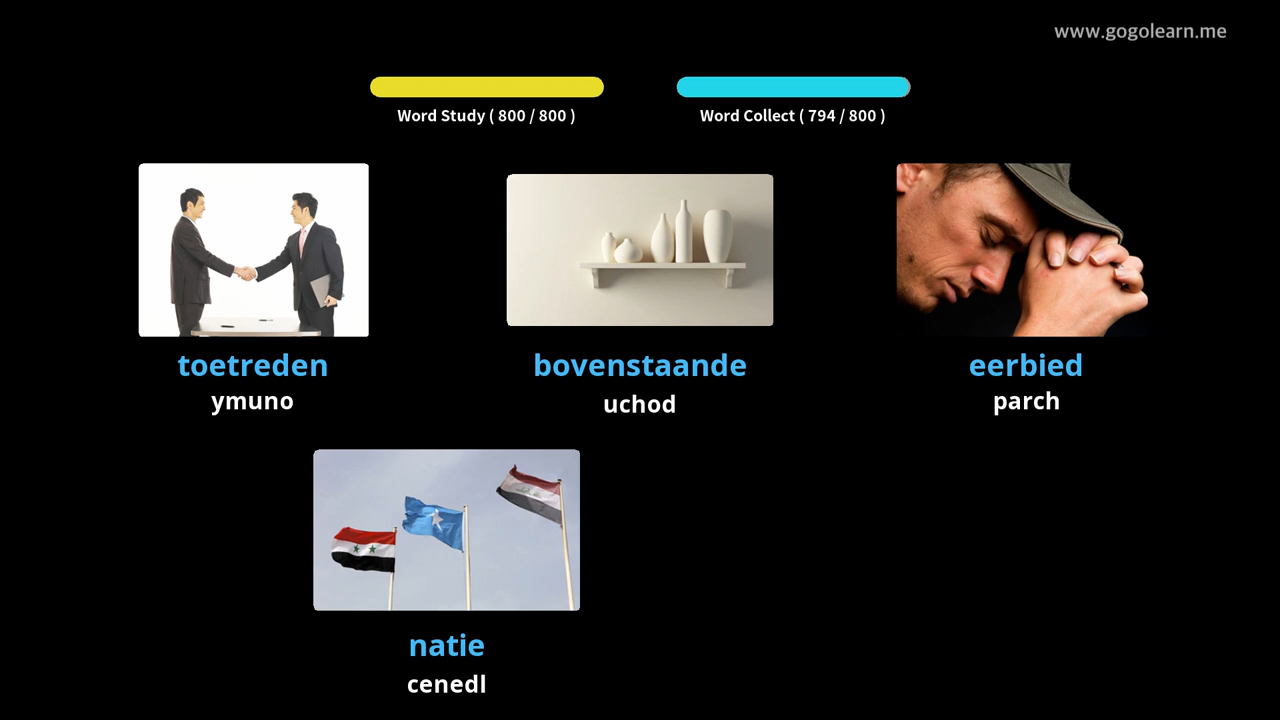 www.gogolearn.me
Word Study ( 800 / 800 )
Word Collect ( 794 / 800 )
toetreden
ymuno
bovenstaande
uchod
eerbied
parch
natie
cenedl